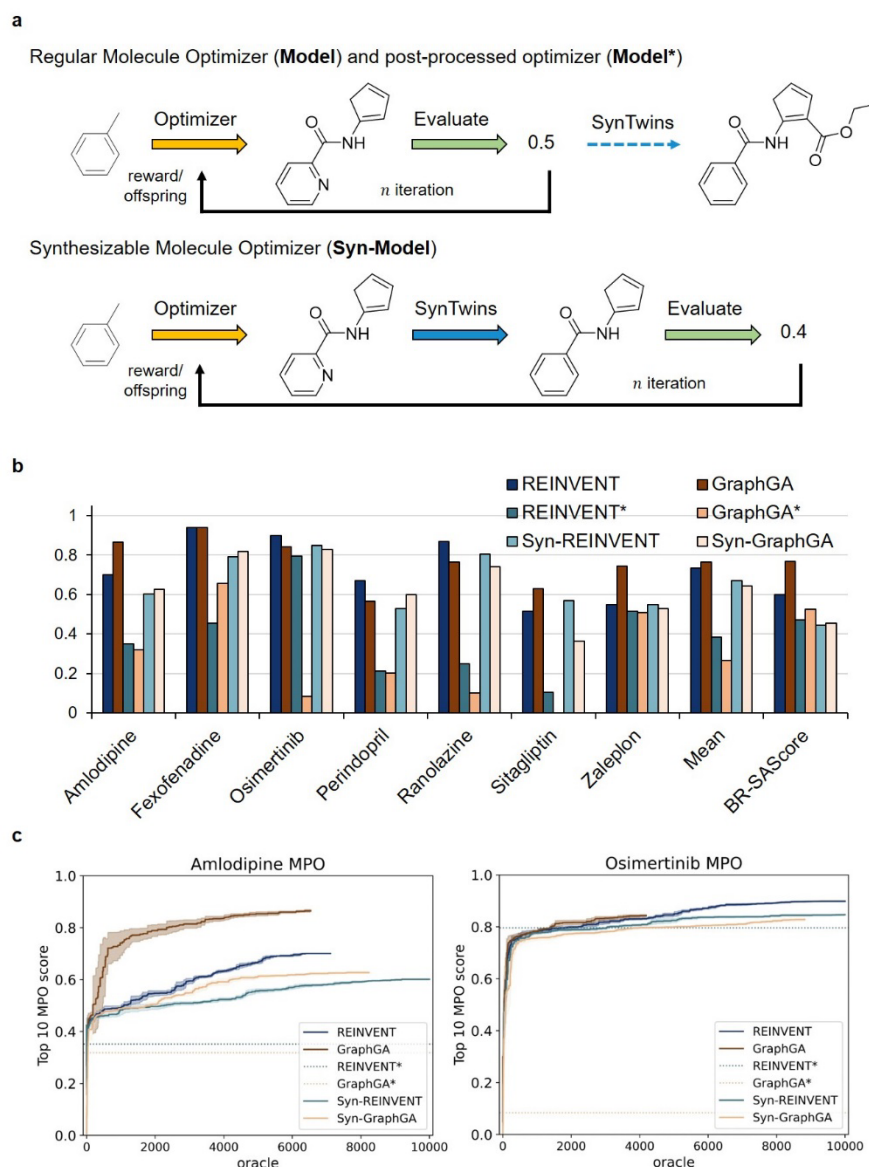 a
Regular Molecule Optimizer (Model) and post-processed optimizer (Model*)
Optimizer
Evaluate
SynTwins
0.5
reward/
offspring
n iteration
O
NH
N
O
NH
O
O
Synthesizable Molecule Optimizer (Syn-Model)
Optimizer
SynTwins
Evaluate
0.4
reward/
offspring
n iteration
O
NH
N
O
NH
b
REINVENT
GraphGA
REINVENT*
GraphGA*
Syn-REINVENT
Syn-GraphGA
1
0.8
0.6
0.4
0.2
0
Amlodipine
Fexofenadine
Osimertinib
Perindopril
Ranolazine
Sitagliptin
Zaleplon
Mean
BR-SAScore
c
Amlodipine MPO
Top 10 MPO score
1.0
0.8
0.6
0.4
0.2
0.0
REINVENT
GraphGA
REINVENT*
GraphGA*
Syn-REINVENT
Syn-GraphGA
0
2000
4000
6000
8000
10000
oracle
Osimertinib MPO
Top 10 MPO score
1.0
0.8
0.6
0.4
0.2
0.0
REINVENT
GraphGA
REINVENT*
GraphGA*
Syn-REINVENT
Syn-GraphGA
0
2000
4000
6000
8000
10000
oracle